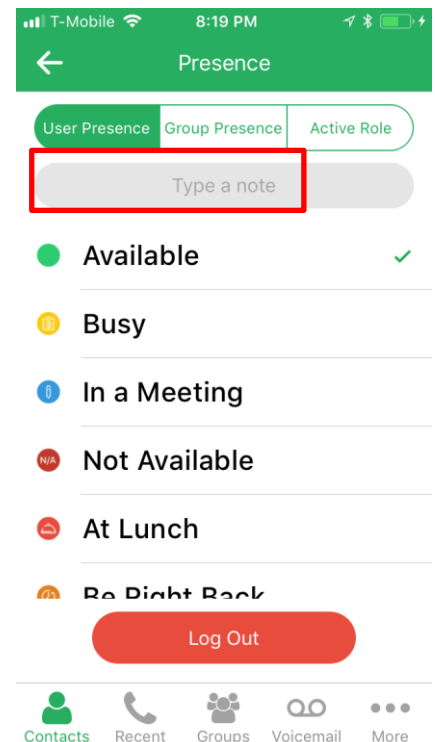 T-Mobile 8:19 PM
Presence
User Presence Group Presence Active Role
Type a note
Available
Busy
In a Meeting
N/A Not Available
At Lunch
Be Right Back
Log Out
Contacts Recent Groups Voicemail More